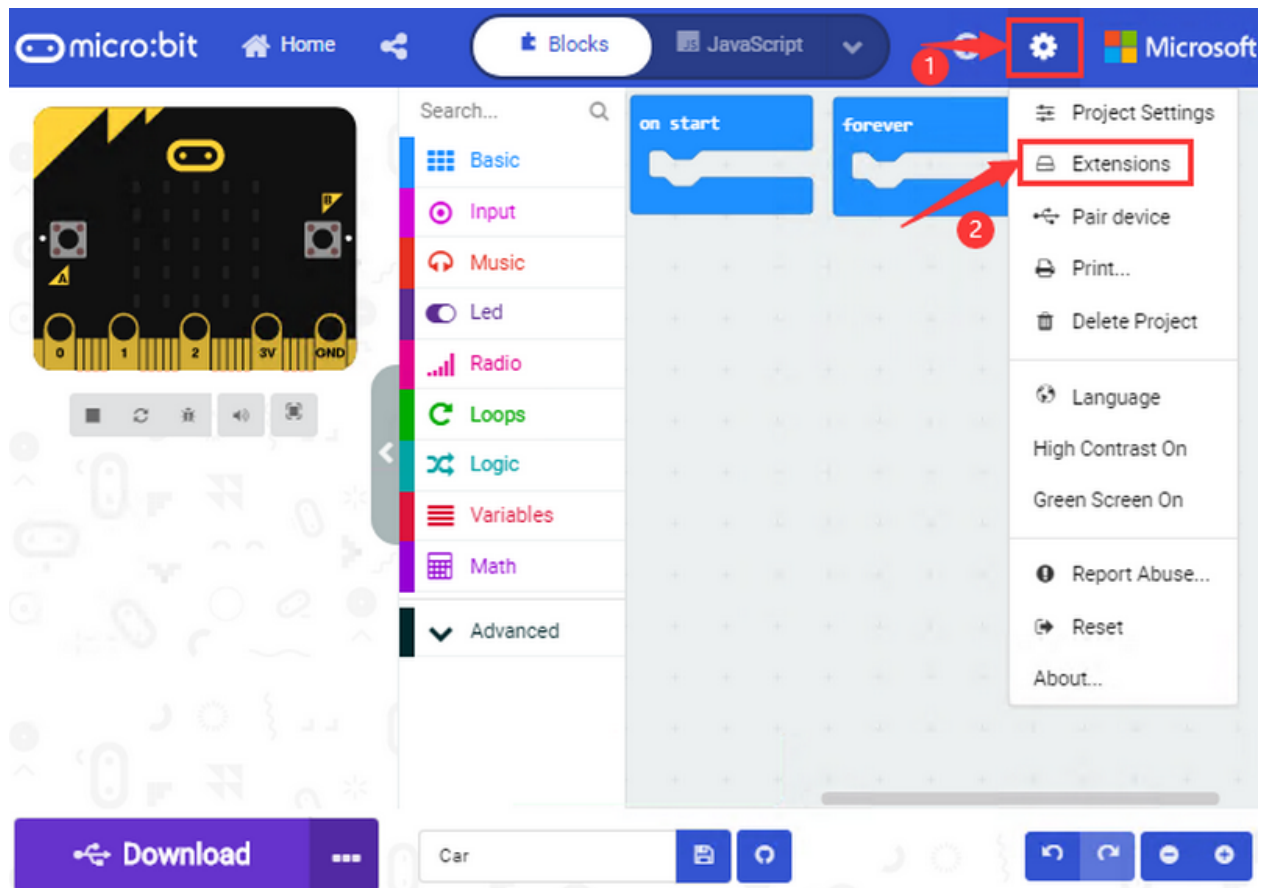 micro:bit Home Blocks JavaScript 1 Microsoft
Search...
on start
forever
Project Settings
Basic
Extensions
B
Input
2
Pair device
A
Music
Print...
Led
Delete Project
0 1 2 3V GND
Radio
Language
Loops
High Contrast On
Logic
Green Screen On
Variables
Math
Report Abuse...
Advanced
Reset
About...
Download
Car